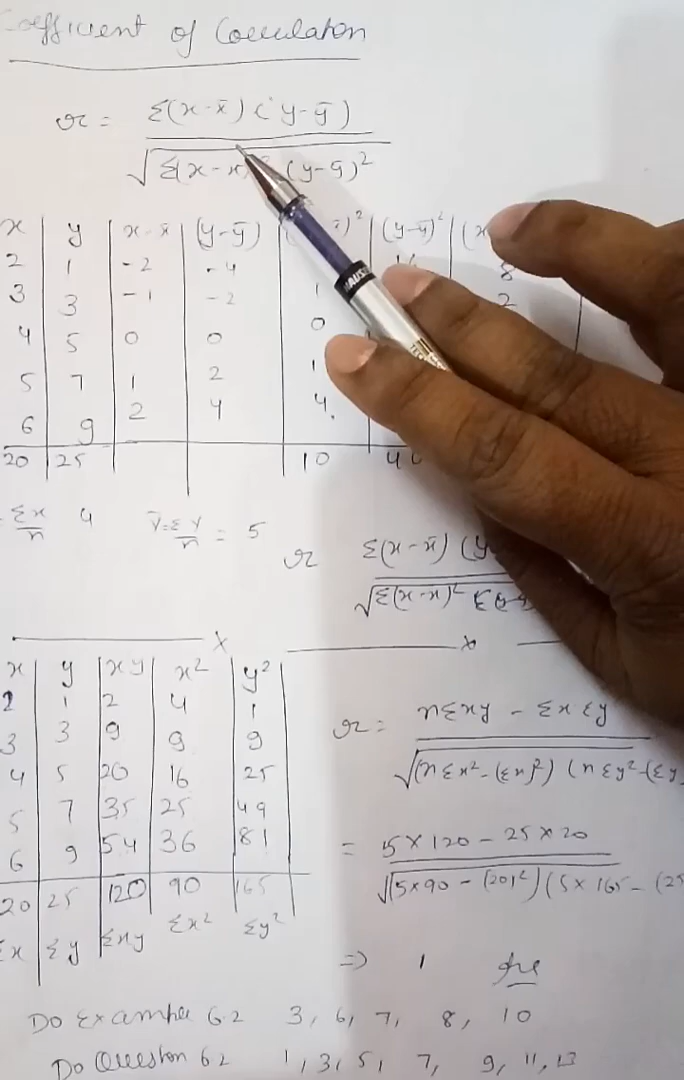 oefficient of Correlation
r = Σ(x-x̄) (y-ȳ)
√Σ(x-x̄)² (y-ȳ)²
x y x-x̄ (y-ȳ) )² (y-ȳ)² (x
2 1 -2 -4 8
3 3 -1 -2 1 2
4 5 0 0 0
5 7 1 2 1
6 9 2 4 4
20 25 10 40
Σx/n 4 ȳ=Σy/n = 5
r Σ(x-x̄) (y
√Σ(x-x)²
x y xy x² y²
2 1 2 4 1
3 3 9 9 9
4 5 20 16 25
5 7 35 25 49
6 9 54 36 81
20 25 120 90 165
Σx Σy Σxy Σx² Σy²
r = nΣxy - ΣxΣy
√(nΣx²-(Σx)²) (nΣy²-(Σy
= 5×120-25×20
√(5×90-(20)²)(5×165-(25
=> 1 Ans
Do Example 6.2 3, 6, 7, 8, 10
Do Question 6.2 1, 3, 5, 7, 9, 11, 13